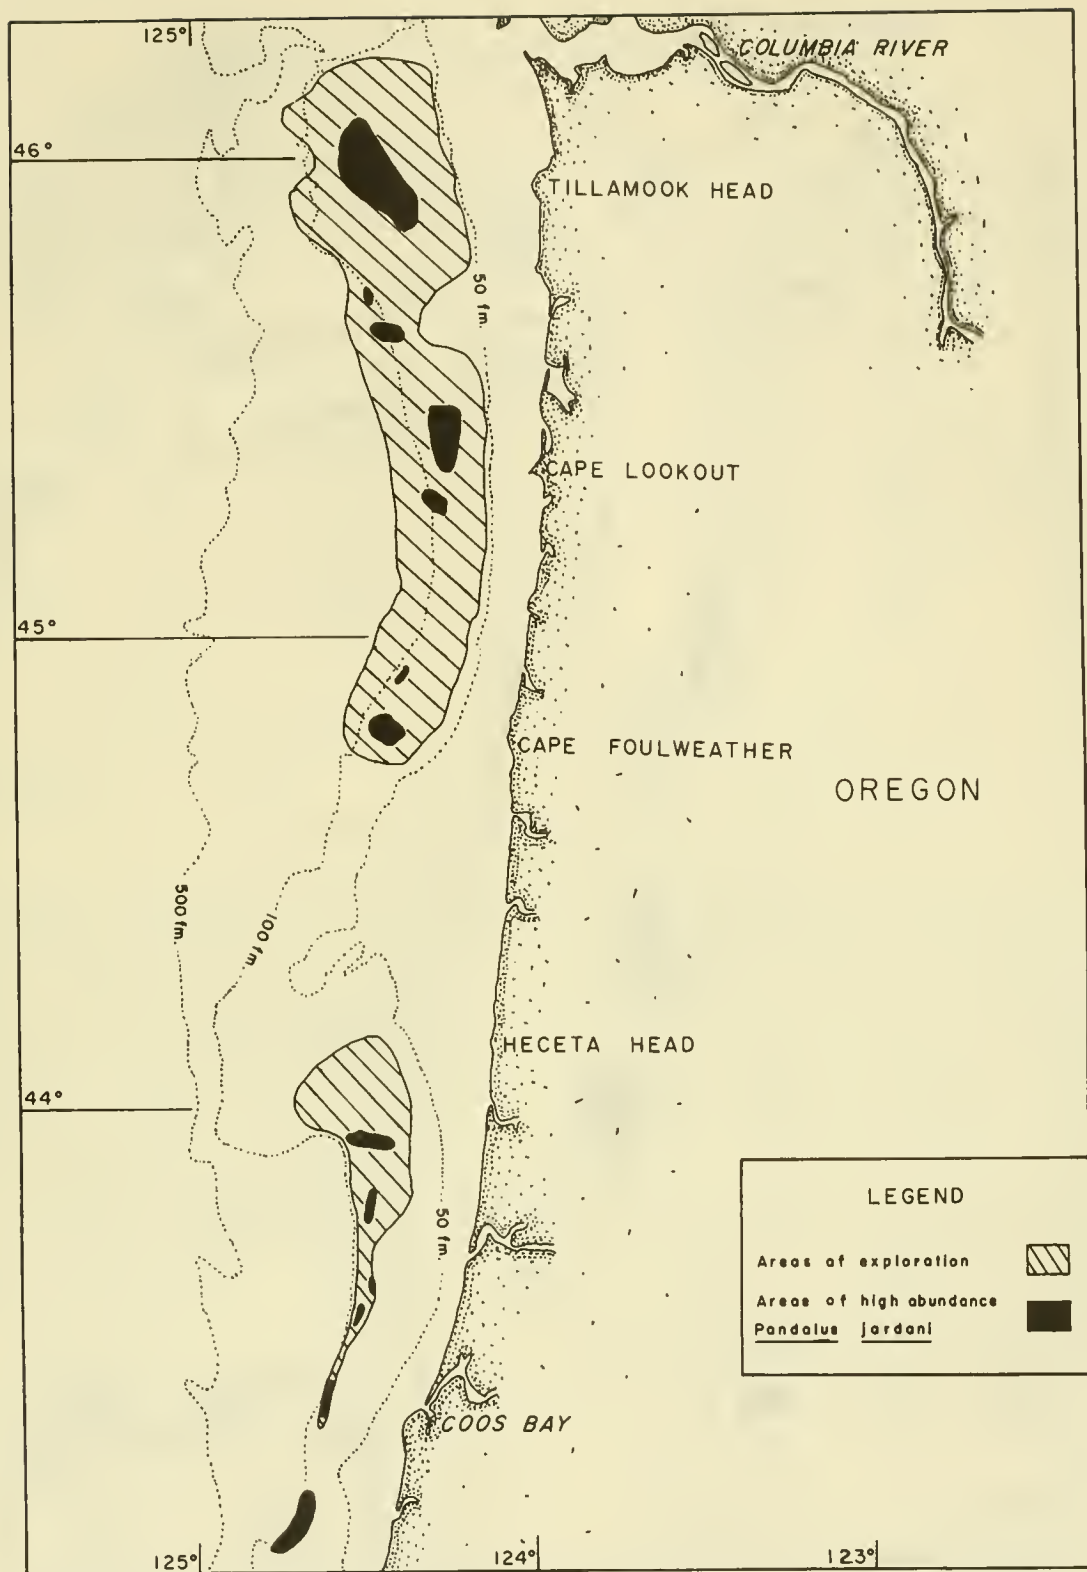 125°
COLUMBIA RIVER
46°
TILLAMOOK HEAD
50 fm.
CAPE LOOKOUT
45°
CAPE FOULWEATHER
OREGON
500 fm.
100 fm.
HECETA HEAD
44°
50 fm.
LEGEND
Areas of exploration
Areas of high abundance
Pandalus jardani
COOS BAY
125°
124°
123°